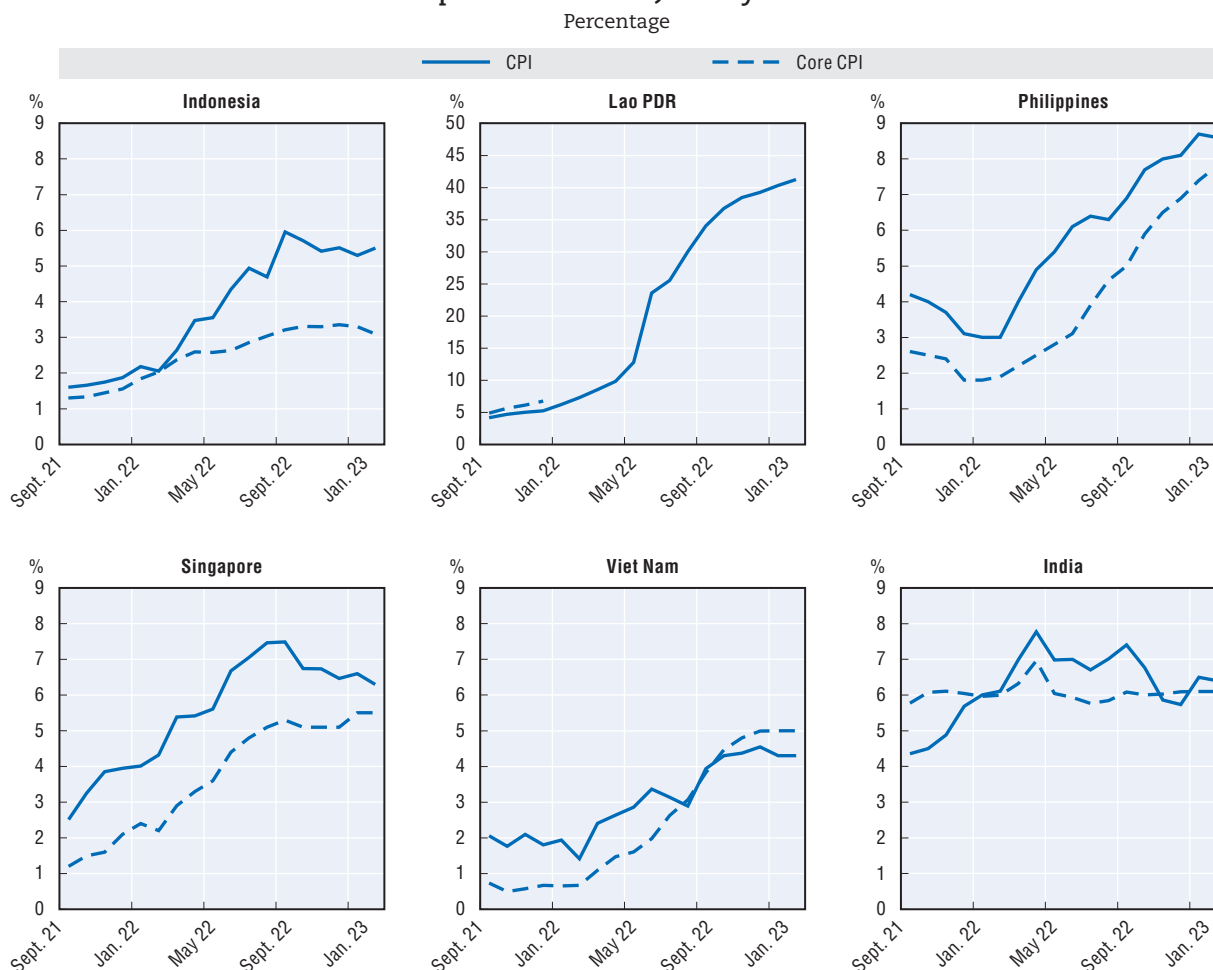 Percentage
CPI
Core CPI
%
Indonesia
9
8
7
6
5
4
3
2
1
0
Sept. 21
Jan. 22
May 22
Sept. 22
Jan. 23
%
Lao PDR
50
45
40
35
30
25
20
15
10
5
0
Sept. 21
Jan. 22
May 22
Sept. 22
Jan. 23
%
Philippines
9
8
7
6
5
4
3
2
1
0
Sept. 21
Jan. 22
May 22
Sept. 22
Jan. 23
%
Singapore
9
8
7
6
5
4
3
2
1
0
Sept. 21
Jan. 22
May 22
Sept. 22
Jan. 23
%
Viet Nam
9
8
7
6
5
4
3
2
1
0
Sept. 21
Jan. 22
May 22
Sept. 22
Jan. 23
%
India
9
8
7
6
5
4
3
2
1
0
Sept. 21
Jan. 22
May 22
Sept. 22
Jan. 23